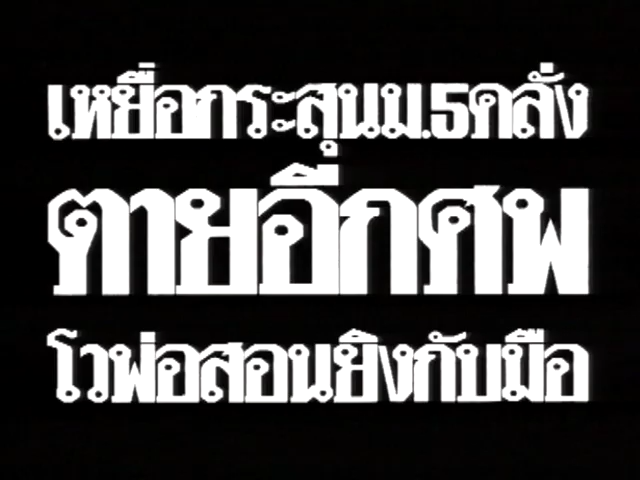 เหยื่อกระสุนม.5คลั่ง
ตายอีกศพ
โวพ่อสอนยิงกับมือ